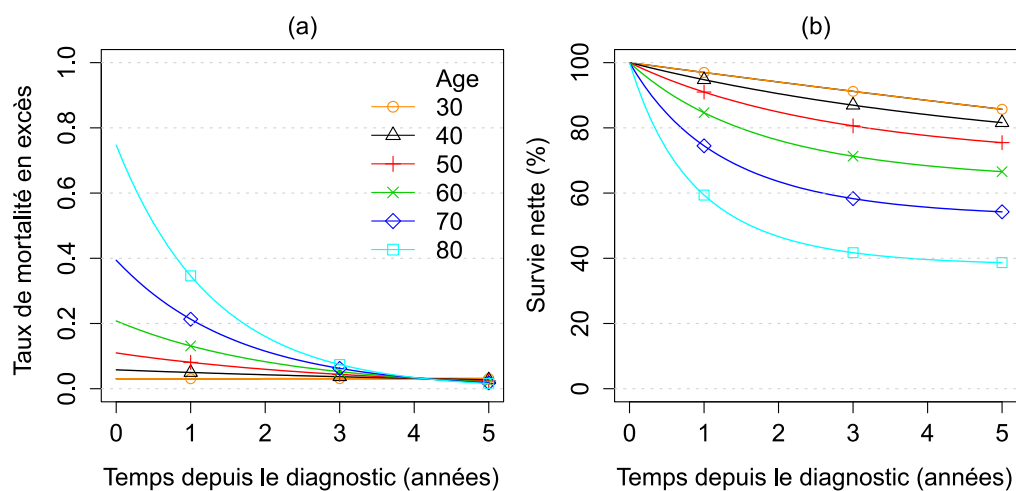 (a)
Taux de mortalité en excès
1.0
0.8
0.6
0.4
0.2
0.0
Age
30
40
50
60
70
80
0 1 2 3 4 5
Temps depuis le diagnostic (années)
(b)
Survie nette (%)
100
80
60
40
20
0
0 1 2 3 4 5
Temps depuis le diagnostic (années)